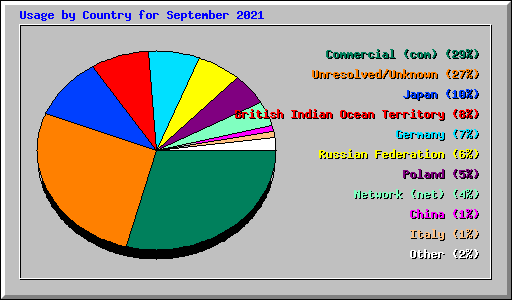 Usage by Country for September 2021
Commercial (com) (29%)
Unresolved/Unknown (27%)
Japan (10%)
British Indian Ocean Territory (8%)
Germany (7%)
Russian Federation (6%)
Poland (5%)
Network (net) (4%)
China (1%)
Italy (1%)
Other (2%)